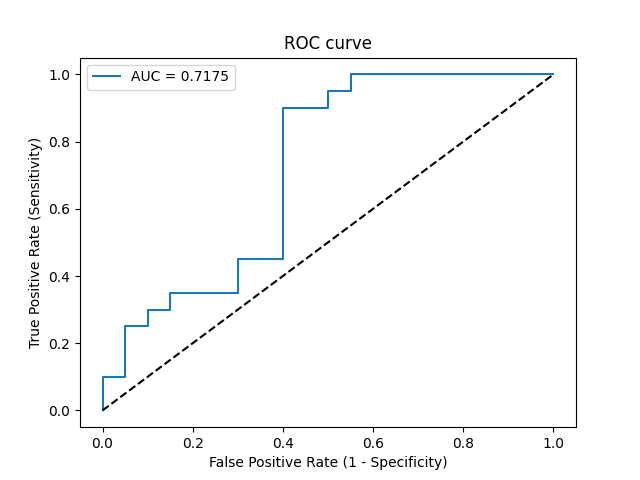 ROC curve
AUC = 0.7175
True Positive Rate (Sensitivity)
1.0
0.8
0.6
0.4
0.2
0.0
0.0 0.2 0.4 0.6 0.8 1.0
False Positive Rate (1 - Specificity)